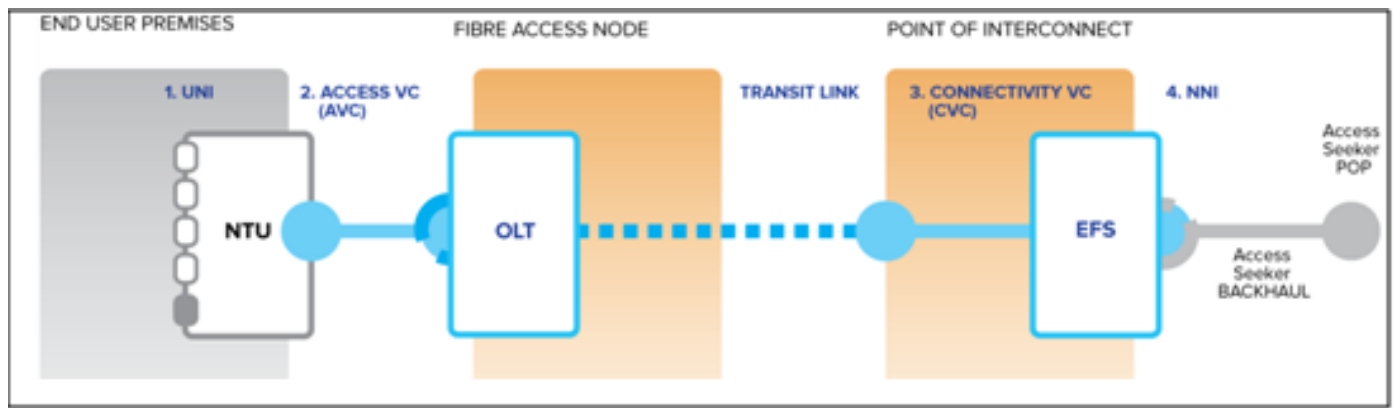 END USER PREMISES
FIBRE ACCESS NODE
POINT OF INTERCONNECT
1. UNI
2. ACCESS VC
(AVC)
TRANSIT LINK
3. CONNECTIVITY VC
(CVC)
4. NNI
Access
Seeker
POP
NTU
OLT
EFS
Access
Seeker
BACKHAUL